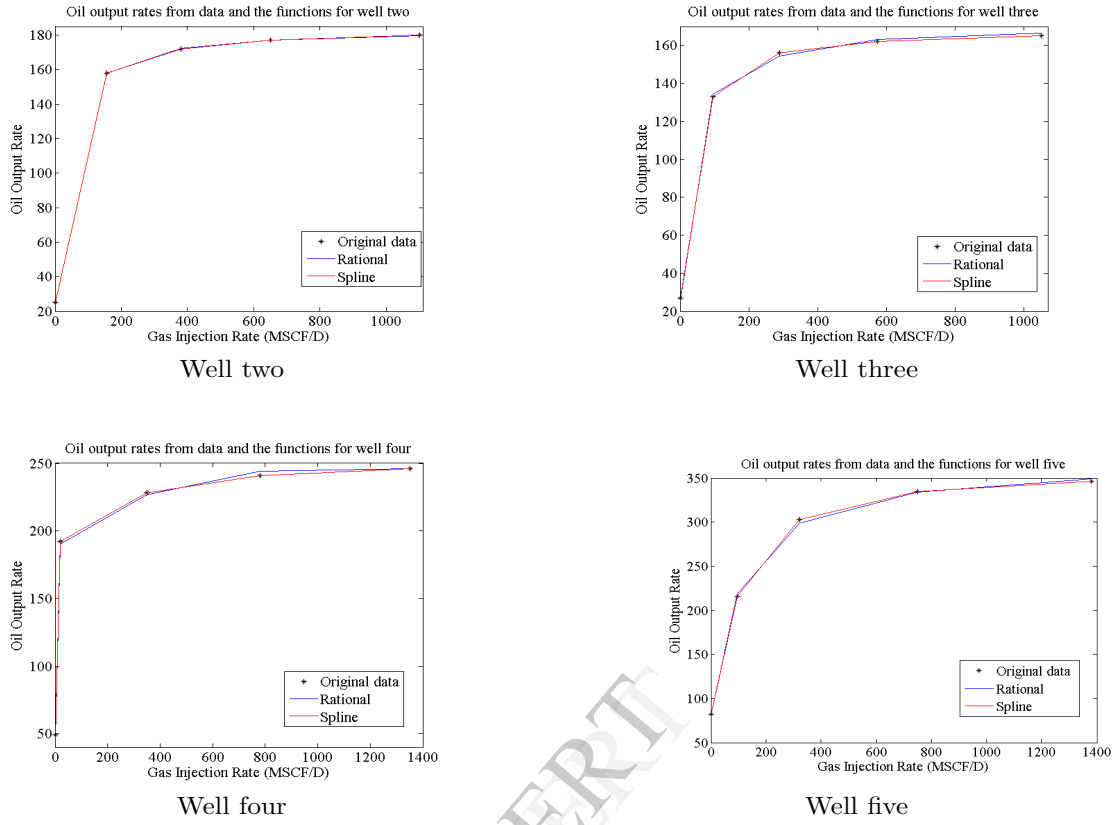 Oil output rates from data and the functions for well two
180
160
140
120
100
80
60
40
20
Oil Output Rate
Original data
Rational
Spline
0 200 400 600 800 1000
Gas Injection Rate (MSCF/D)
Well two
Oil output rates from data and the functions for well three
160
140
120
100
80
60
40
20
Oil Output Rate
Original data
Rational
Spline
0 200 400 600 800 1000
Gas Injection Rate (MSCF/D)
Well three
Oil output rates from data and the functions for well four
250
200
150
100
50
Oil Output Rate
Original data
Rational
Spline
0 200 400 600 800 1000 1200 1400
Gas Injection Rate (MSCF/D)
Well four
Oil output rates from data and the functions for well five
350
300
250
200
150
100
50
Oil Output Rate
Original data
Rational
Spline
0 200 400 600 800 1000 1200 1400
Gas Injection Rate (MSCF/D)
Well five